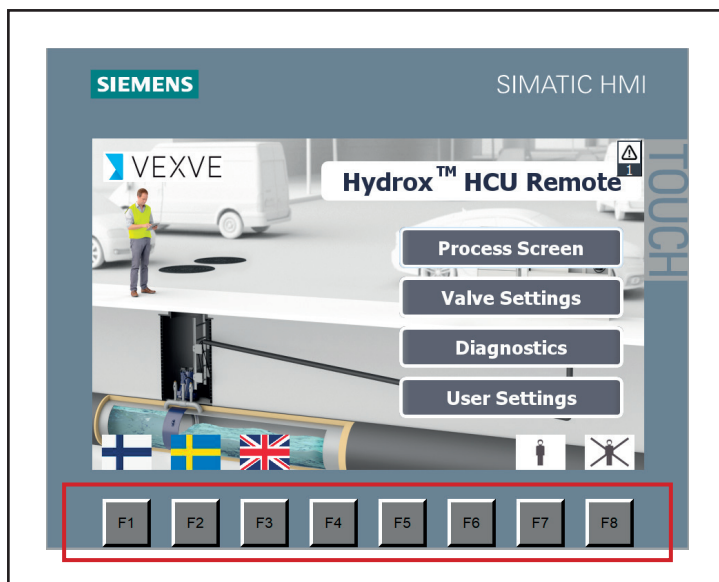 SIEMENS
SIMATIC HMI
TOUCH
VEXVE
Hydrox™ HCU Remote
1
Process Screen
Valve Settings
Diagnostics
User Settings
F1 F2 F3 F4 F5 F6 F7 F8